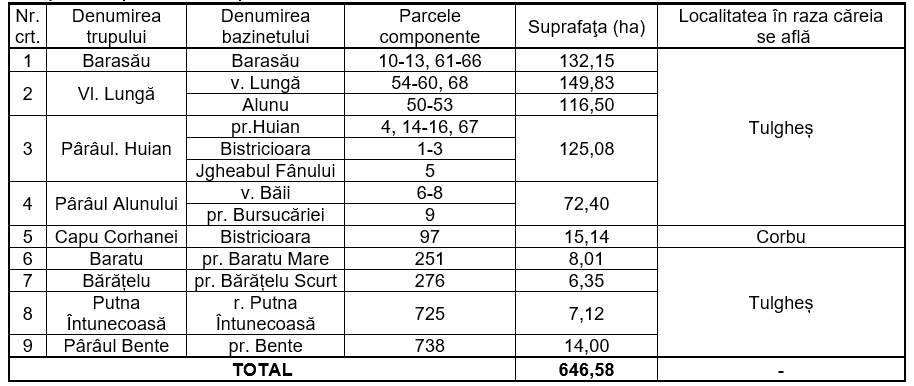 Nr. crt. Denumirea trupului Denumirea bazinetului Parcele componente Suprafaţa (ha) Localitatea în raza căreia se află
1 Barasău Barasău 10-13, 61-66 132,15 Tulgheș
2 Vl. Lungă v. Lungă 54-60, 68 149,83
Alunu 50-53 116,50
3 Pârâul. Huian pr.Huian 4, 14-16, 67 125,08
Bistricioara 1-3
Jgheabul Fânului 5
4 Pârâul Alunului v. Băii 6-8 72,40
pr. Bursucăriei 9
5 Capu Corhanei Bistricioara 97 15,14 Corbu
6 Baratu pr. Baratu Mare 251 8,01 Tulgheș
7 Bărățelu pr. Bărățelu Scurt 276 6,35
8 Putna Întunecoasă r. Putna Întunecoasă 725 7,12
9 Pârâul Bente pr. Bente 738 14,00
TOTAL 646,58 -